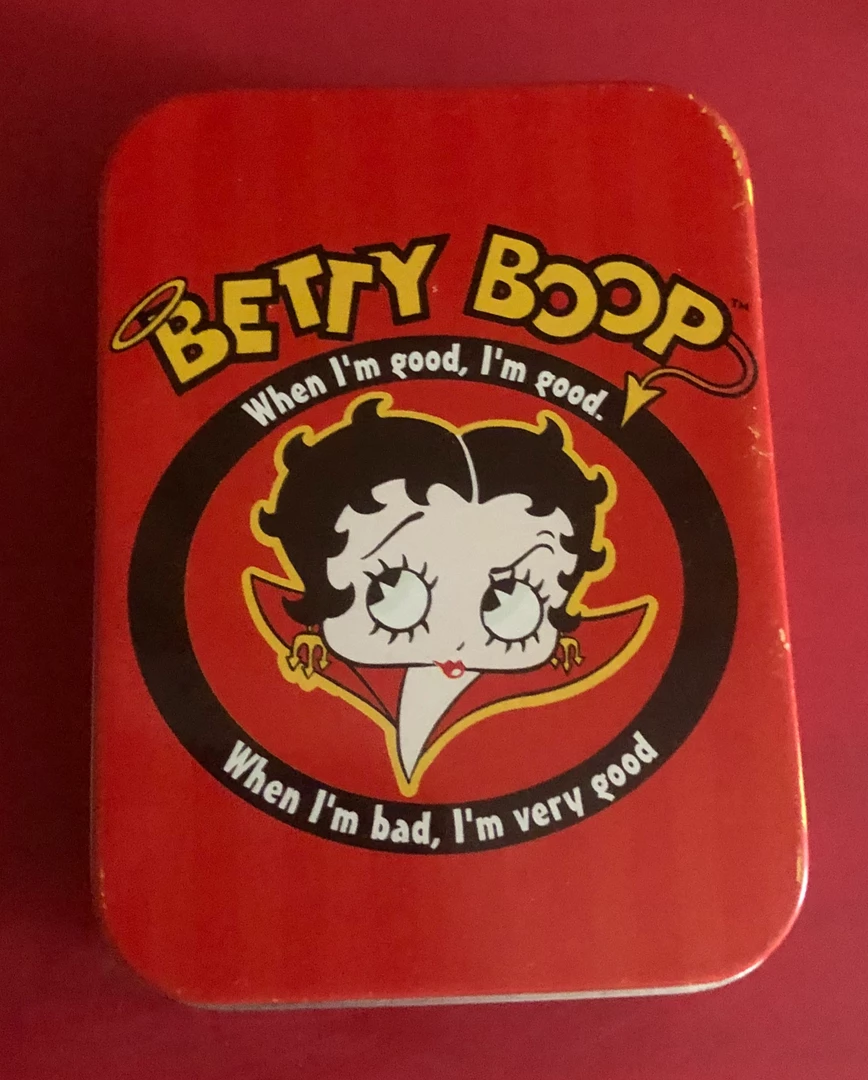 BETTY BOOP™
When I'm good, I'm good.
When I'm bad, I'm very good